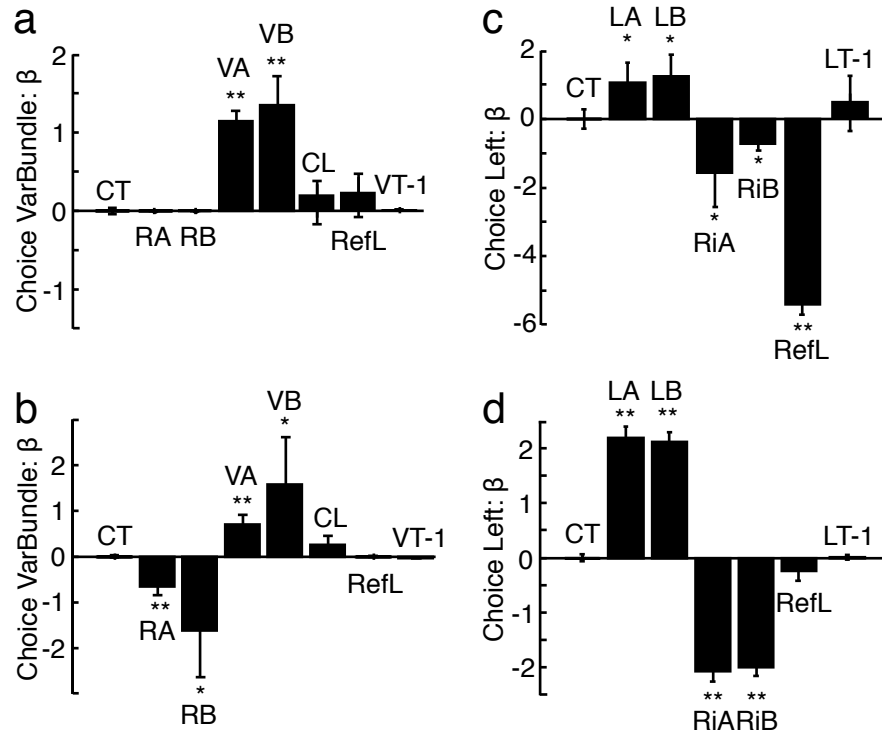 a
Choice VarBundle: β
2
1
0
-1
CT
RA
RB
VA
**
VB
**
CL
RefL
VT-1
b
Choice VarBundle: β
2
1
0
-1
-2
CT
**
RA
*
RB
VA
**
VB
*
CL
RefL
VT-1
c
Choice Left: β
2
0
-2
-4
-6
CT
LA
*
LB
*
*
RiA
*
RiB
**
RefL
LT-1
d
Choice Left: β
2
1
0
-1
-2
CT
LA
**
LB
**
**
RiA
**
RiB
RefL
LT-1